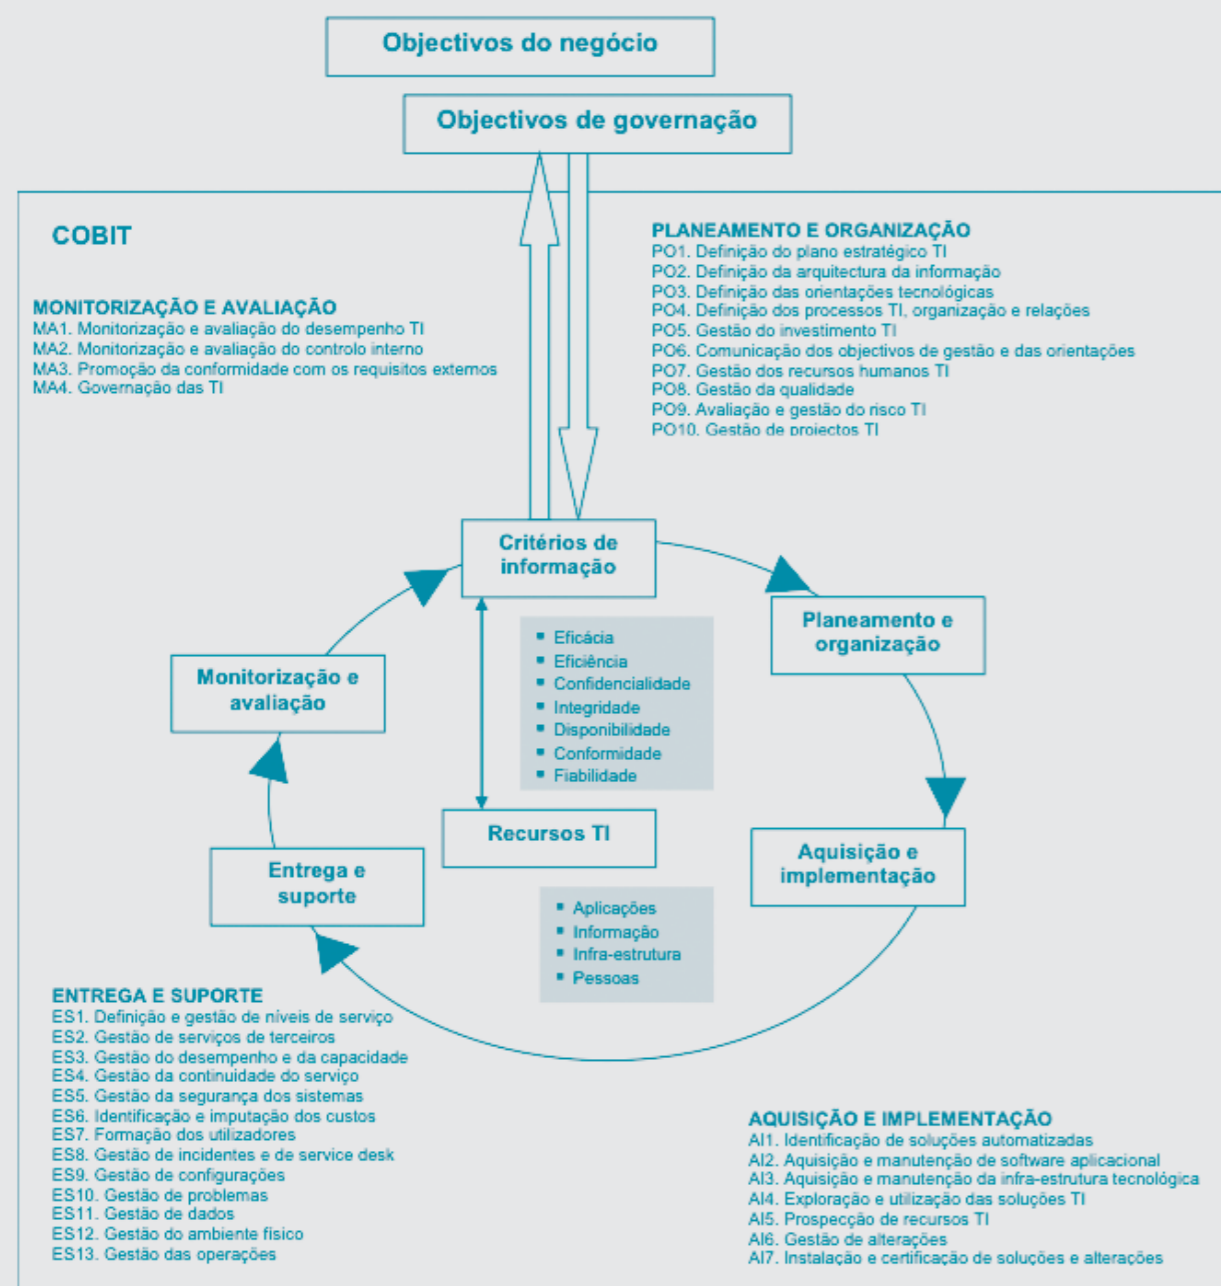 Objectivos do negócio
Objectivos de governação
COBIT
MONITORIZAÇÃO E AVALIAÇÃO
MA1. Monitorização e avaliação do desempenho TI
MA2. Monitorização e avaliação do controlo interno
MA3. Promoção da conformidade com os requisitos externos
MA4. Governação das TI
PLANEAMENTO E ORGANIZAÇÃO
PO1. Definição do plano estratégico TI
PO2. Definição da arquitectura da informação
PO3. Definição das orientações tecnológicas
PO4. Definição dos processos TI, organização e relações
PO5. Gestão do investimento TI
PO6. Comunicação dos objectivos de gestão e das orientações
PO7. Gestão dos recursos humanos TI
PO8. Gestão da qualidade
PO9. Avaliação e gestão do risco TI
PO10. Gestão de projectos TI
Critérios de
informação
Planeamento e
organização
▪ Eficácia
▪ Eficiência
▪ Confidencialidade
▪ Integridade
▪ Disponibilidade
▪ Conformidade
▪ Fiabilidade
Monitorização e
avaliação
Recursos TI
Aquisição e
implementação
Entrega e
suporte
▪ Aplicações
▪ Informação
▪ Infra-estrutura
▪ Pessoas
ENTREGA E SUPORTE
ES1. Definição e gestão de níveis de serviço
ES2. Gestão de serviços de terceiros
ES3. Gestão do desempenho e da capacidade
ES4. Gestão da continuidade do serviço
ES5. Gestão da segurança dos sistemas
ES6. Identificação e imputação dos custos
ES7. Formação dos utilizadores
ES8. Gestão de incidentes e de service desk
ES9. Gestão de configurações
ES10. Gestão de problemas
ES11. Gestão de dados
ES12. Gestão do ambiente físico
ES13. Gestão das operações
AQUISIÇÃO E IMPLEMENTAÇÃO
AI1. Identificação de soluções automatizadas
AI2. Aquisição e manutenção de software aplicacional
AI3. Aquisição e manutenção da infra-estrutura tecnológica
AI4. Exploração e utilização das soluções TI
AI5. Prospecção de recursos TI
AI6. Gestão de alterações
AI7. Instalação e certificação de soluções e alterações